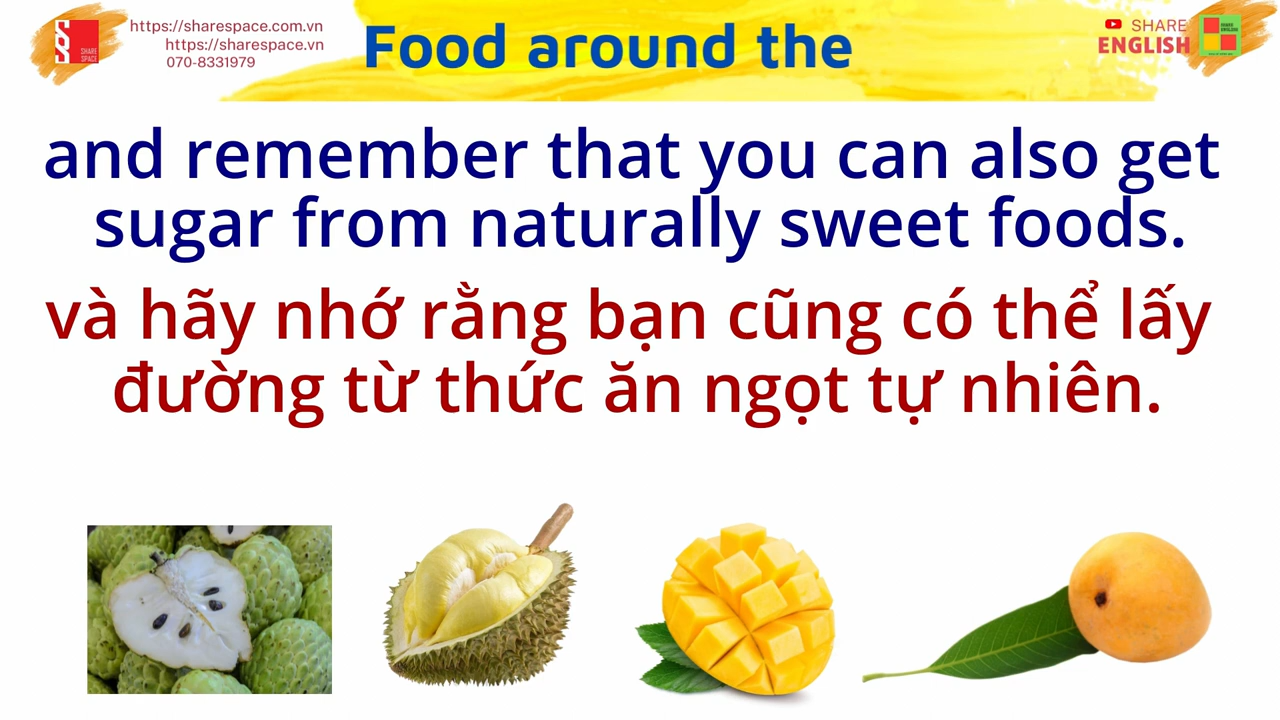 https://sharespace.com.vn
https://sharespace.vn
070-8331979
SHARE
SPACE
Food around the
SHARE
ENGLISH
and remember that you can also get
sugar from naturally sweet foods.
và hãy nhớ rằng bạn cũng có thể lấy
đường từ thức ăn ngọt tự nhiên.